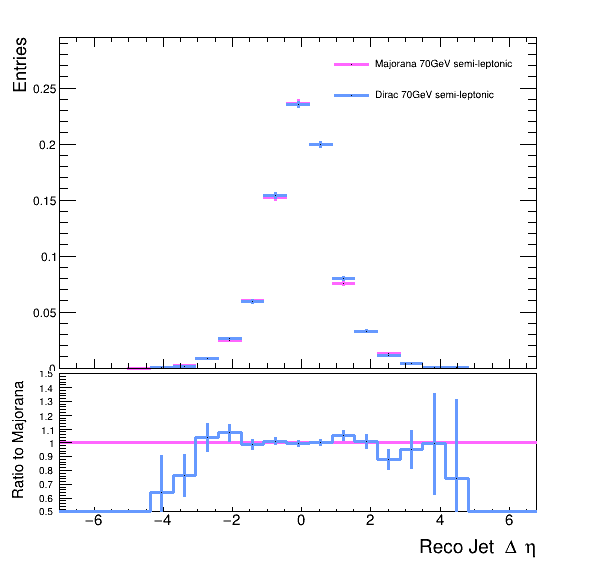 Entries
Majorana 70GeV semi-leptonic
Dirac 70GeV semi-leptonic
0.25
0.2
0.15
0.1
0.05
0
Ratio to Majorana
1.5
1.4
1.3
1.2
1.1
1
0.9
0.8
0.7
0.6
0.5
−6 −4 −2 0 2 4 6
Reco Jet Δ η